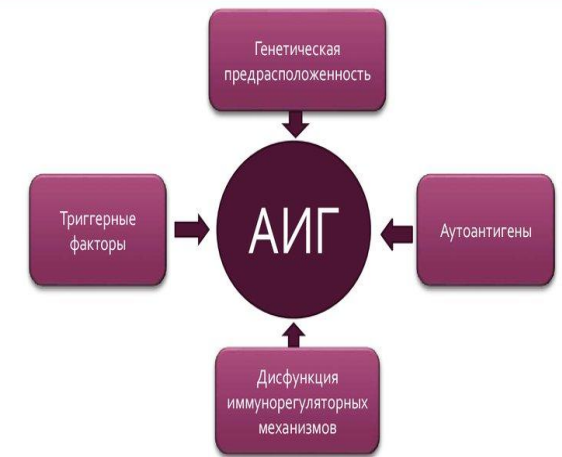 Генетическая
предрасположенность
Триггерные
факторы
АИГ
Аутоантигены
Дисфункция
иммунорегуляторных
механизмов